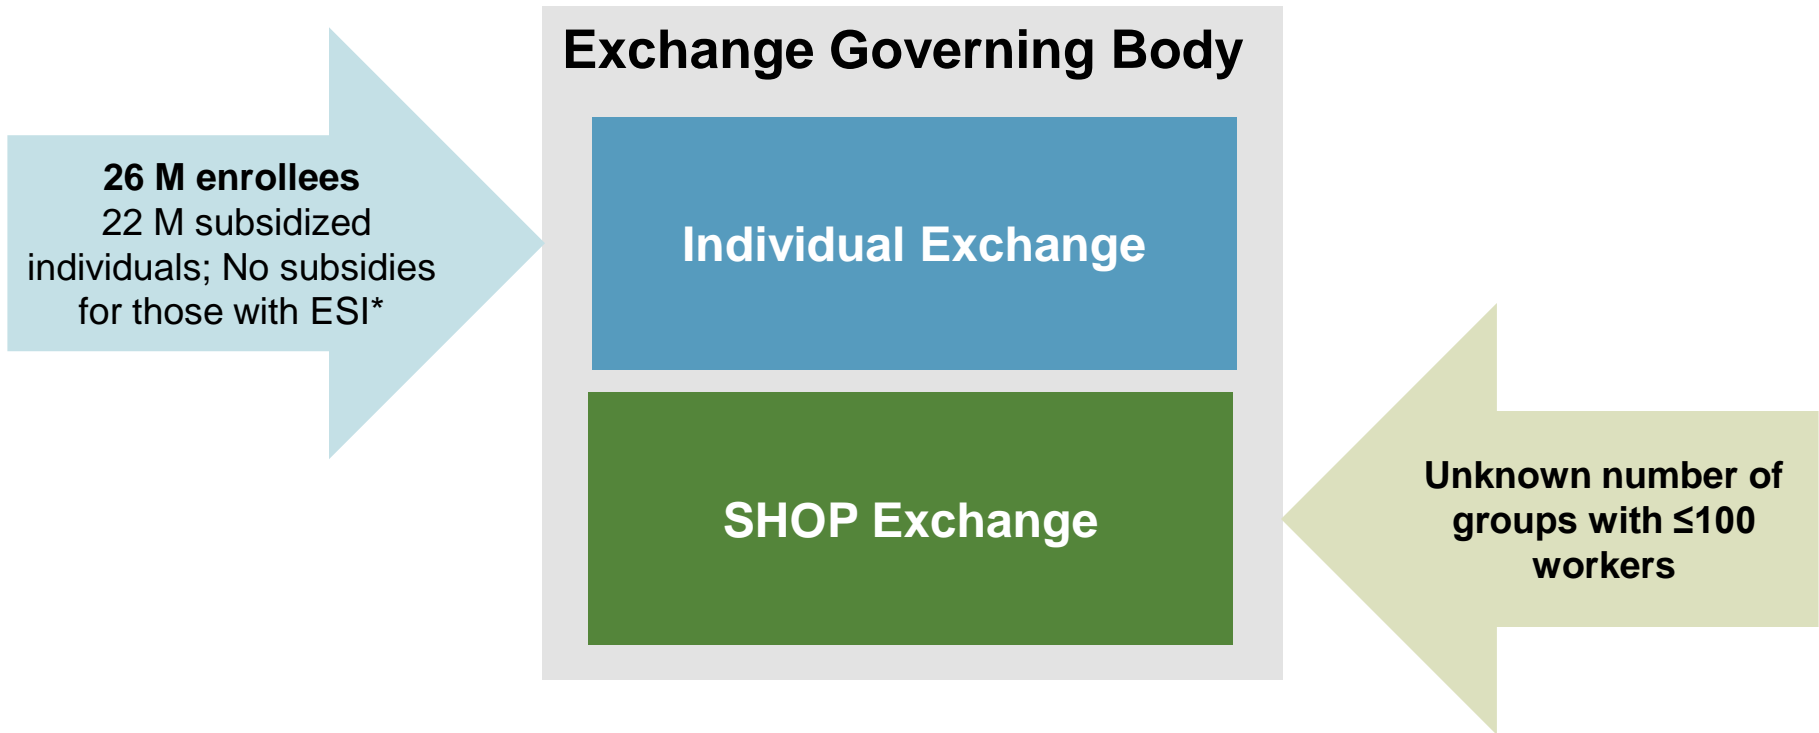 Exchange Governing Body
26 M enrollees
22 M subsidized
individuals; No subsidies
for those with ESI*
Individual Exchange
SHOP Exchange
Unknown number of
groups with ≤100
workers